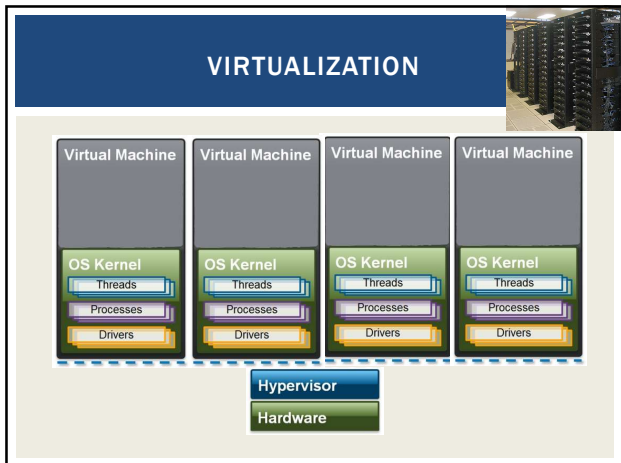 VIRTUALIZATION
Virtual Machine
OS Kernel
Threads
Processes
Drivers
Virtual Machine
OS Kernel
Threads
Processes
Drivers
Virtual Machine
OS Kernel
Threads
Processes
Drivers
Virtual Machine
OS Kernel
Threads
Processes
Drivers
Hypervisor
Hardware